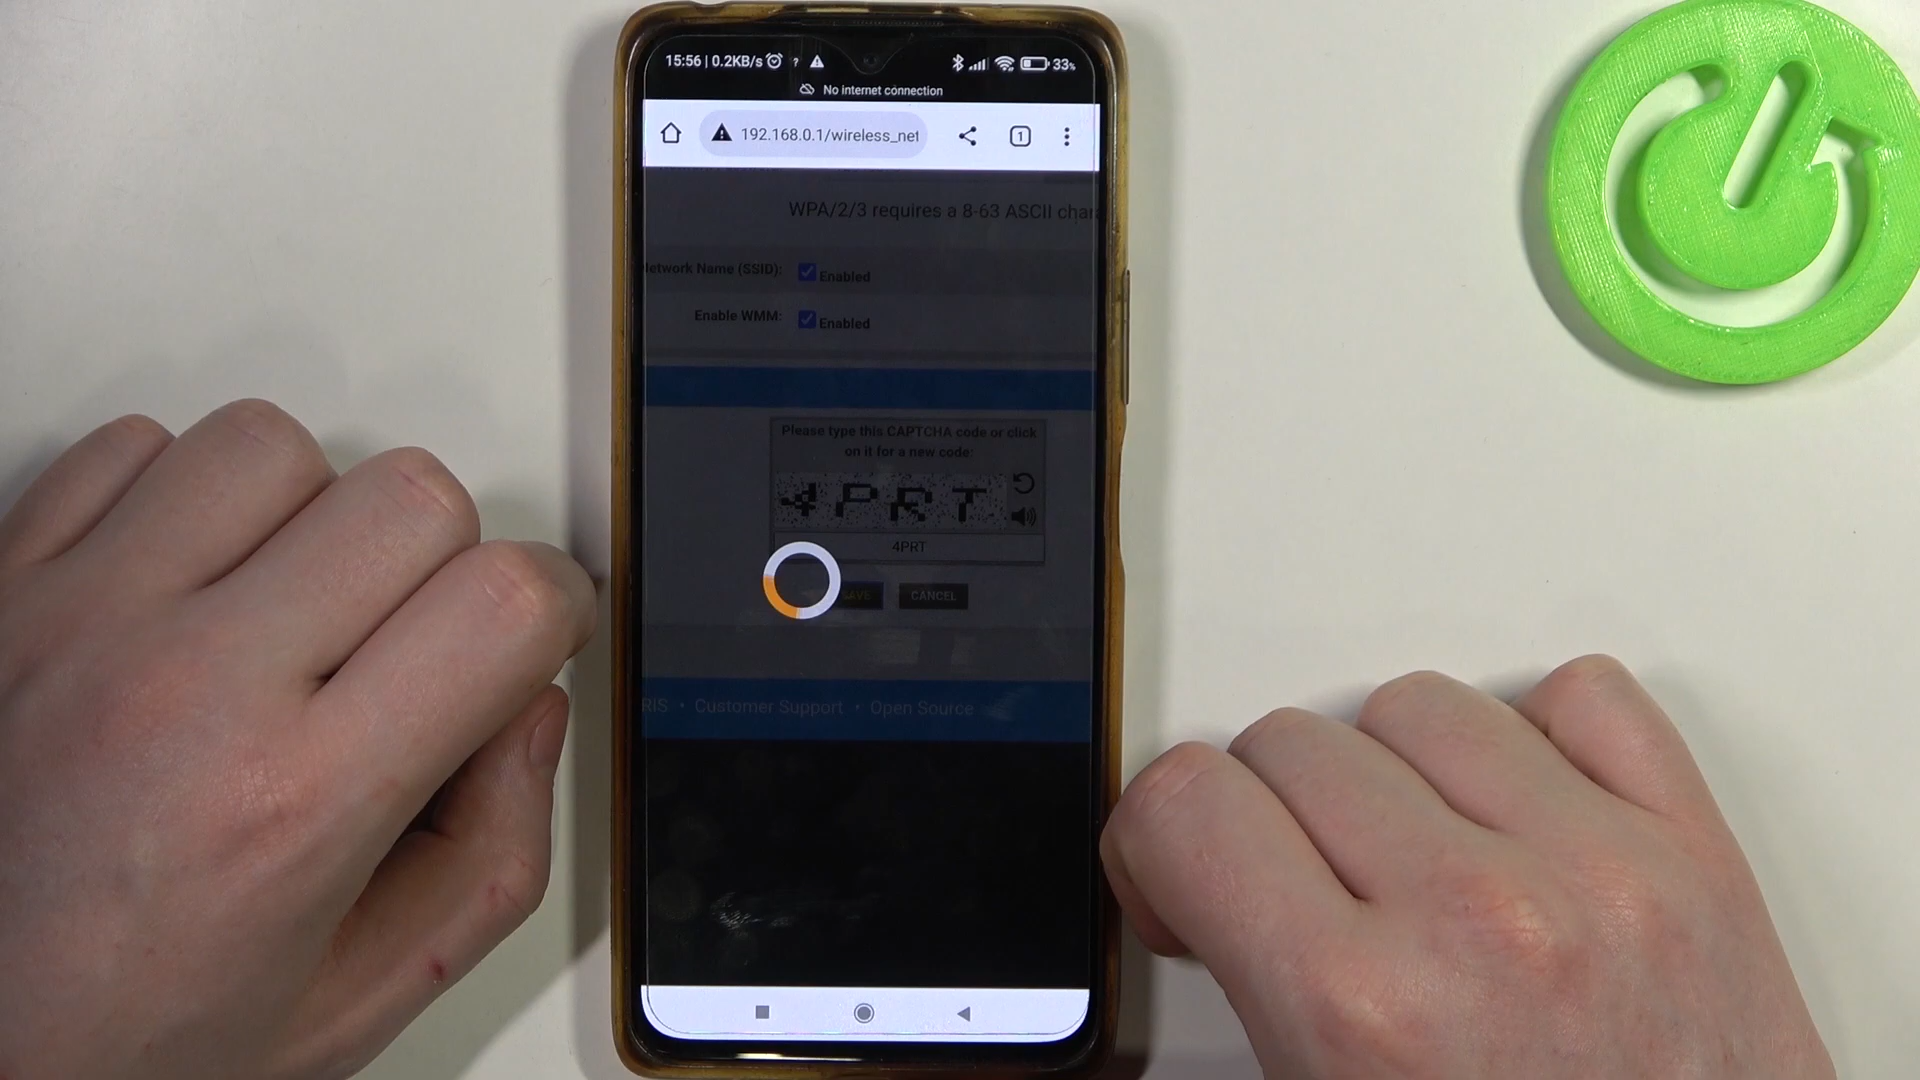 15:56 | 0.2KB/s ? 33%
No internet connection
192.168.0.1/wireless_net
1
WPA/2/3 requires a 8-63 ASCII char
Network Name (SSID): Enabled
Enable WMM: Enabled
Please type this CAPTCHA code or click
on it for a new code:
4PRT
4PRT
SAVE CANCEL
RIS • Customer Support • Open Source